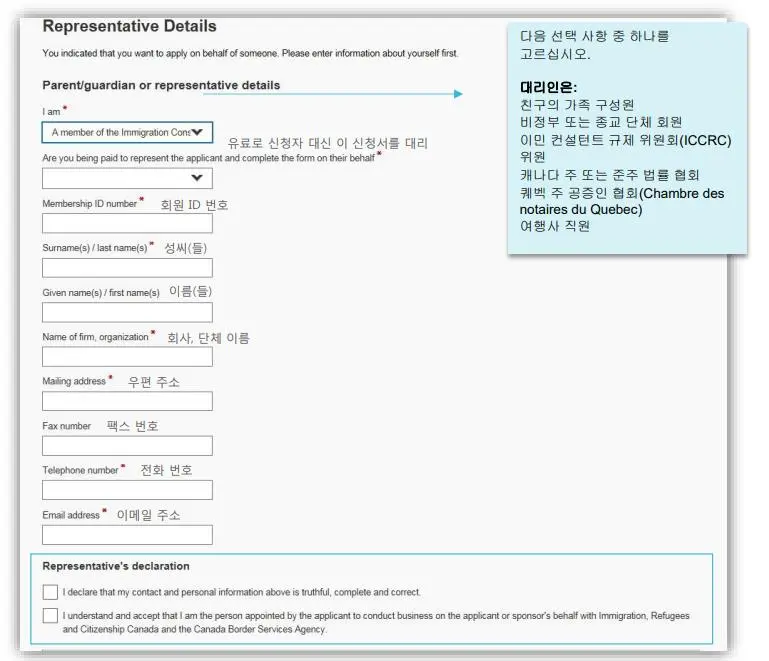 Representative Details
You indicated that you want to apply on behalf of someone. Please enter information about yourself first.
Parent/guardian or representative details
I am *
A member of the Immigration Cons
유료로 신청자 대신 이 신청서를 대리
Are you being paid to represent the applicant and complete the form on their behalf *
Membership ID number * 회원 ID 번호
Surname(s) / last name(s) * 성씨(들)
Given name(s) / first name(s) 이름(들)
Name of firm, organization * 회사, 단체 이름
Mailing address * 우편 주소
Fax number 팩스 번호
Telephone number * 전화 번호
Email address * 이메일 주소
Representative's declaration
I declare that my contact and personal information above is truthful, complete and correct.
I understand and accept that I am the person appointed by the applicant to conduct business on the applicant or sponsor's behalf with Immigration, Refugees
and Citizenship Canada and the Canada Border Services Agency.
다음 선택 사항 중 하나를
고르십시오.
대리인은:
친구의 가족 구성원
비정부 또는 종교 단체 회원
이민 컨설턴트 규제 위원회(ICCRC)
위원
캐나다 주 또는 준주 법률 협회
퀘벡 주 공증인 협회(Chambre des
notaires du Quebec)
여행사 직원